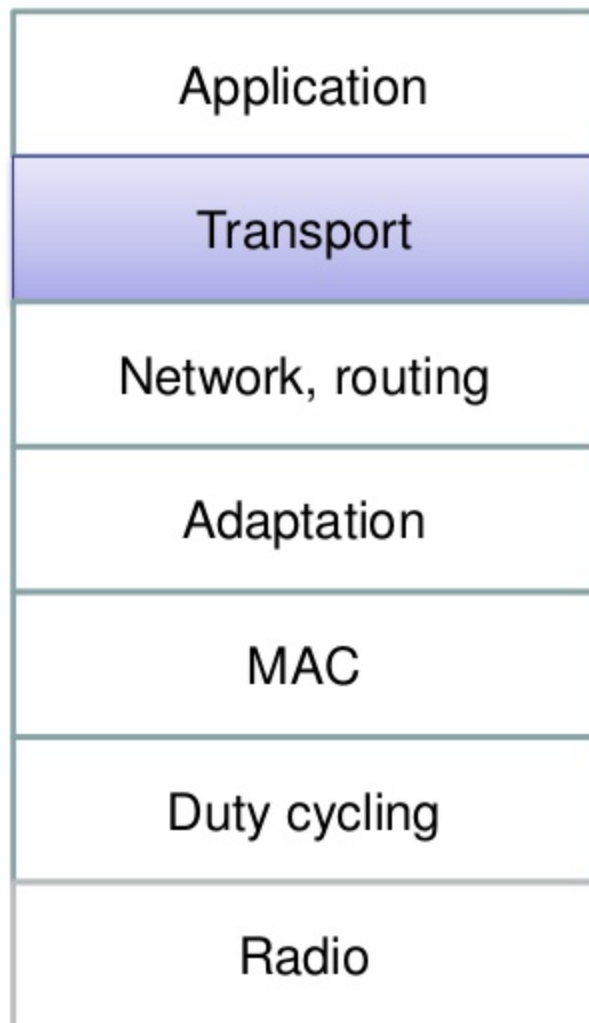 Application
Transport
Network, routing
Adaptation
MAC
Duty cycling
Radio